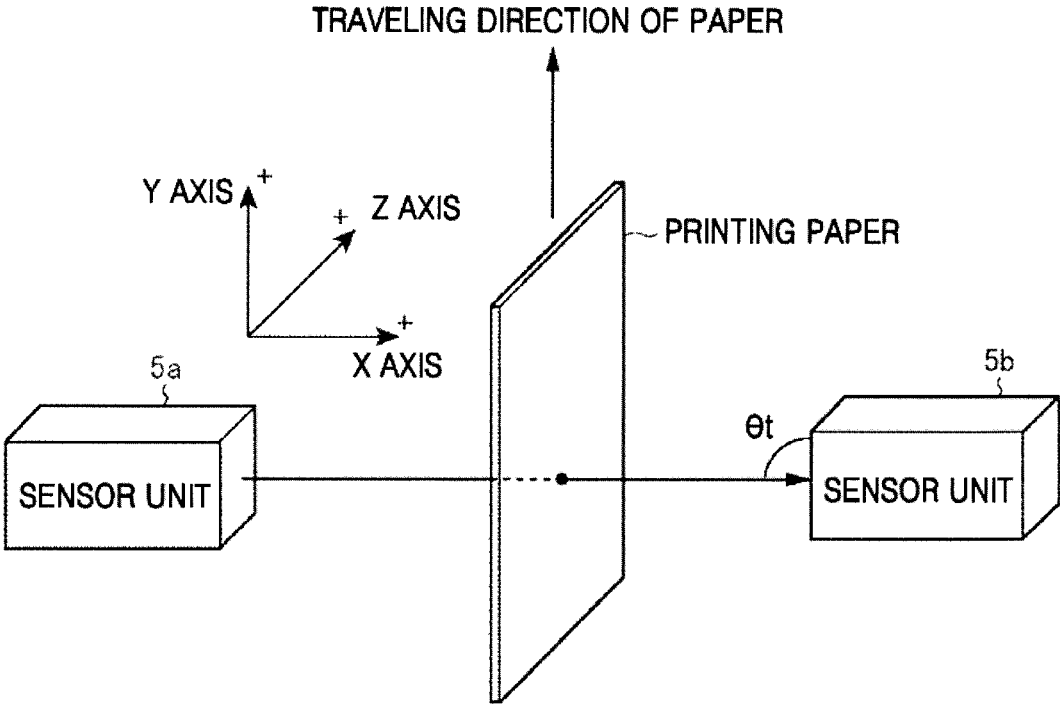 TRAVELING DIRECTION OF PAPER
Y AXIS +
+ Z AXIS
PRINTING PAPER
+
X AXIS
5a
5b
θt
SENSOR UNIT
SENSOR UNIT